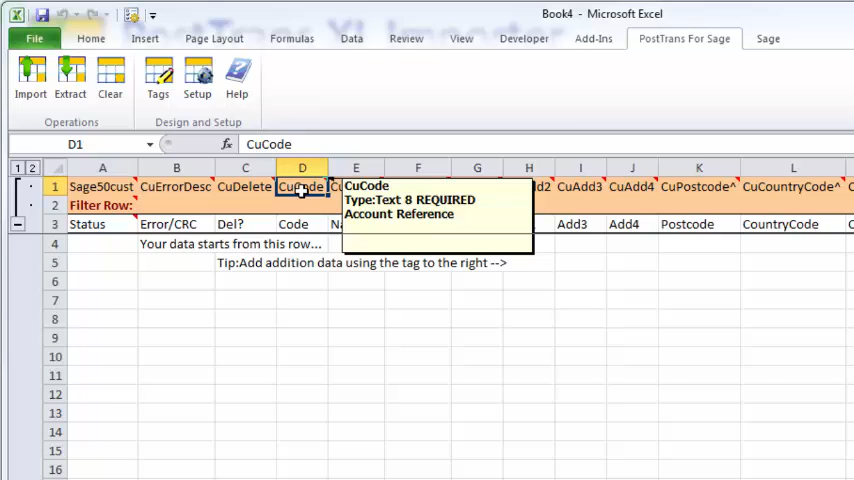 Book4 - Microsoft Excel
File Home Insert Page Layout Formulas Data Review View Developer Add-Ins PostTrans For Sage Sage
Import Extract Clear Tags Setup Help
Operations Design and Setup
D1 fx CuCode
1 2 A B C D E F G H I J K L
1 Sage50cust CuErrorDesc CuDelete CuCode CuAdd3 CuAdd4 CuPostcode^ CuCountryCode^
2 Filter Row:
3 Status Error/CRC Del? Code Add3 Add4 Postcode CountryCode
CuCode
Type:Text 8 REQUIRED
Account Reference
4 Your data starts from this row...
5 Tip:Add addition data using the tag to the right -->
6
7
8
9
10
11
12
13
14
15
16